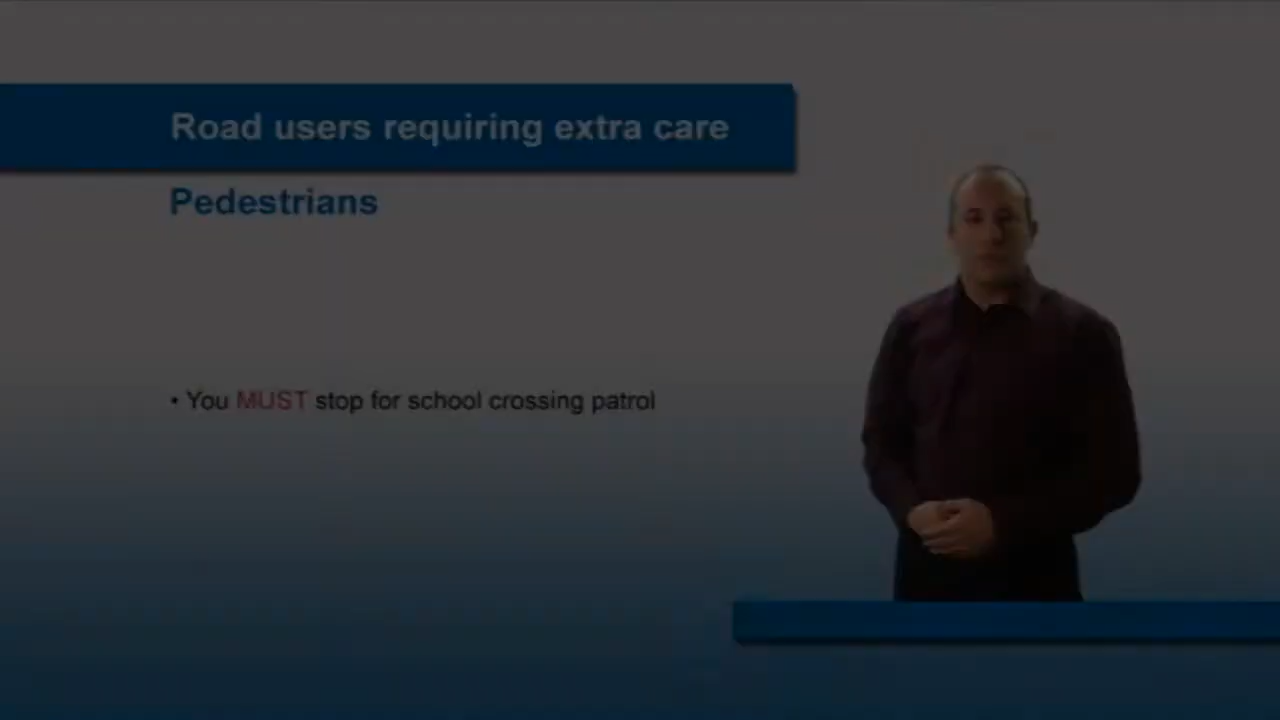 Road users requiring extra care
Pedestrians
• You MUST stop for school crossing patrol